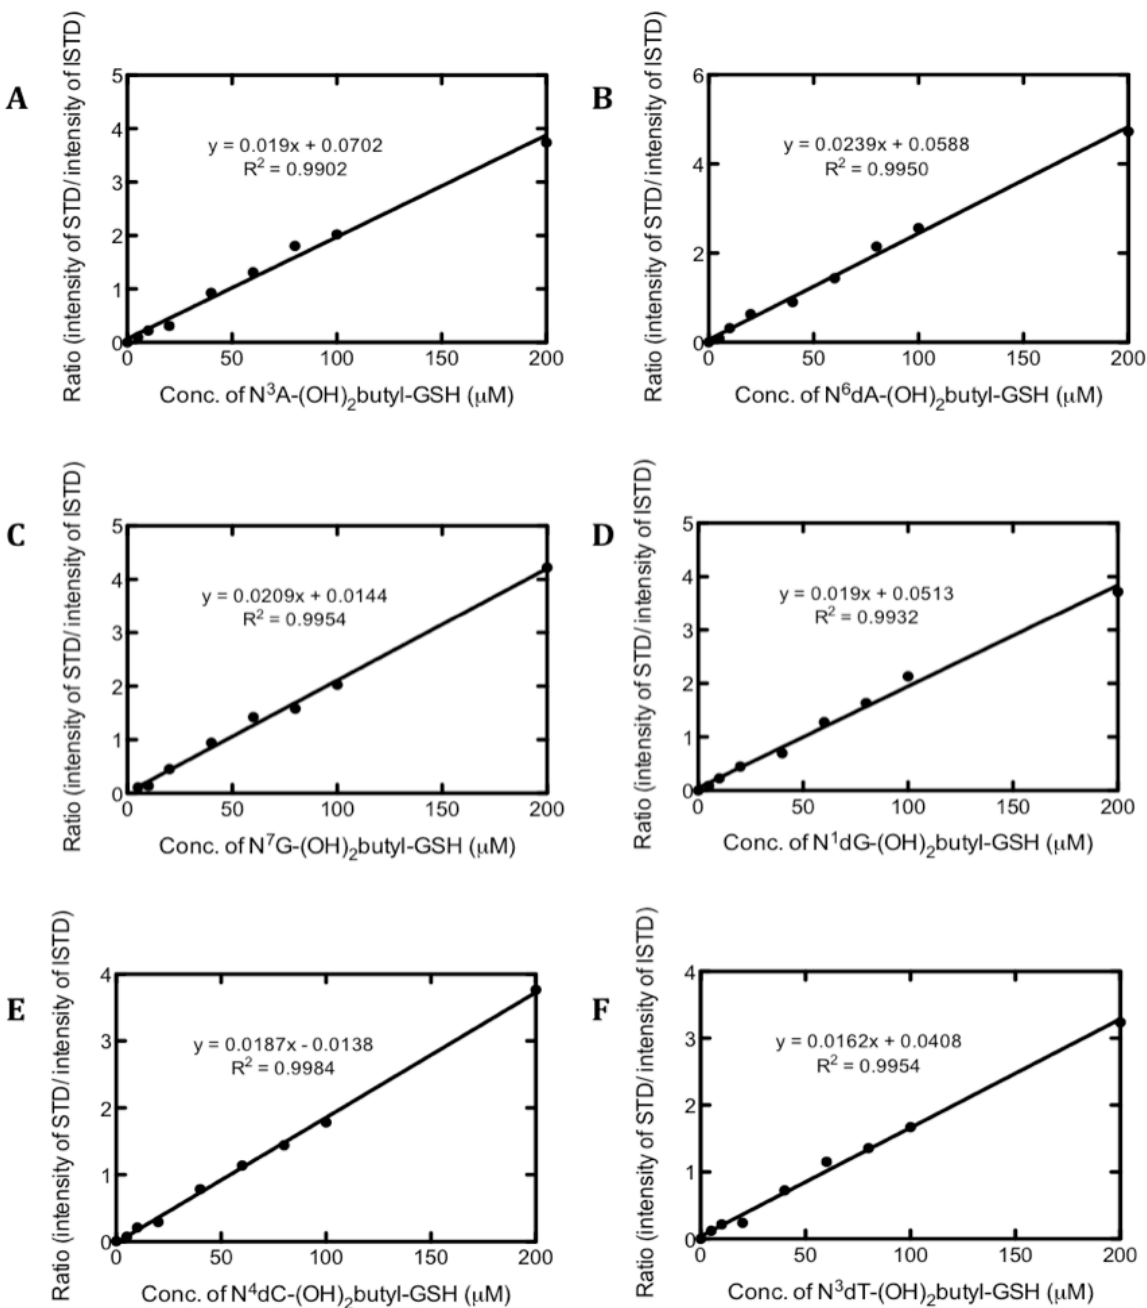 A
Ratio (intensity of STD/ intensity of ISTD)
5
4
3
2
1
0
y = 0.019x + 0.0702
R² = 0.9902
0 50 100 150 200
Conc. of N³A-(OH)₂butyl-GSH (μM)
B
Ratio (intensity of STD/ intensity of ISTD)
6
4
2
0
y = 0.0239x + 0.0588
R² = 0.9950
0 50 100 150 200
Conc. of N⁶dA-(OH)₂butyl-GSH (μM)
C
Ratio (intensity of STD/ intensity of ISTD)
5
4
3
2
1
0
y = 0.0209x + 0.0144
R² = 0.9954
0 50 100 150 200
Conc. of N⁷G-(OH)₂butyl-GSH (μM)
D
Ratio (intensity of STD/ intensity of ISTD)
5
4
3
2
1
0
y = 0.019x + 0.0513
R² = 0.9932
0 50 100 150 200
Conc. of N¹dG-(OH)₂butyl-GSH (μM)
E
Ratio (intensity of STD/ intensity of ISTD)
4
3
2
1
0
y = 0.0187x - 0.0138
R² = 0.9984
0 50 100 150 200
Conc. of N⁴dC-(OH)₂butyl-GSH (μM)
F
Ratio (intensity of STD/ intensity of ISTD)
4
3
2
1
0
y = 0.0162x + 0.0408
R² = 0.9954
0 50 100 150 200
Conc. of N³dT-(OH)₂butyl-GSH (μM)